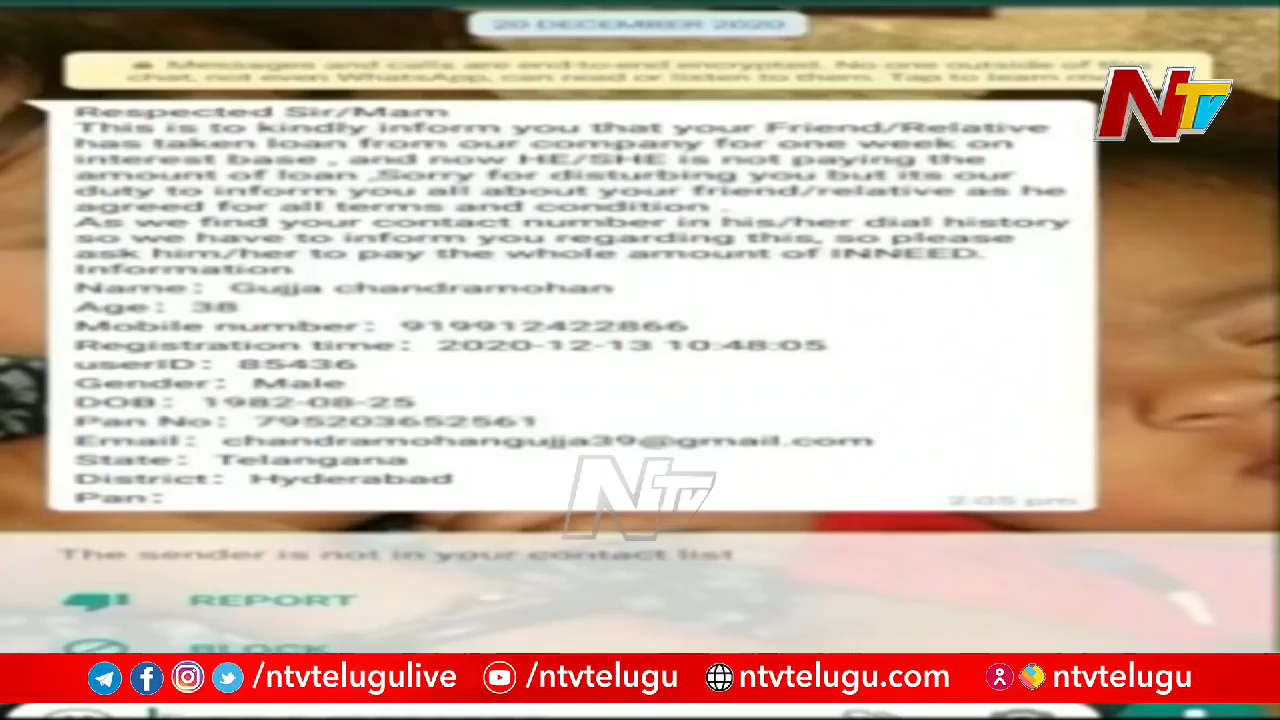 20 DECEMBER 2020
Messages and calls are end-to-end encrypted. No one outside of this
chat, not even WhatsApp, can read or listen to them. Tap to learn
NTV
Respected Sir/Mam
This is to kindly inform you that your Friend/Relative
has taken loan from our company for one week on
interest base , and now HE/SHE is not paying the
amount of loan ,Sorry for disturbing you but its our
duty to inform you all about your friend/relative as he
agreed for all terms and condition .
As we find your contact number in his/her dial history
so we have to inform you regarding this, so please
ask him/her to pay the whole amount of INNEED.
Information
Name: Gujja chandramohan
Age: 38
Mobile number: 919912422866
Registration time: 2020-12-13 10:48:05
userID: 85436
Gender: Male
DOB: 1982-08-25
Pan No: 795203652561
Email: chandramohangujja39@gmail.com
State: Telangana
District: Hyderabad
Pan:
2:05 pm
NTV
The sender is not in your contact list
REPORT
BLOCK
/ntvtelugulive /ntvtelugu ntvtelugu.com ntvtelugu